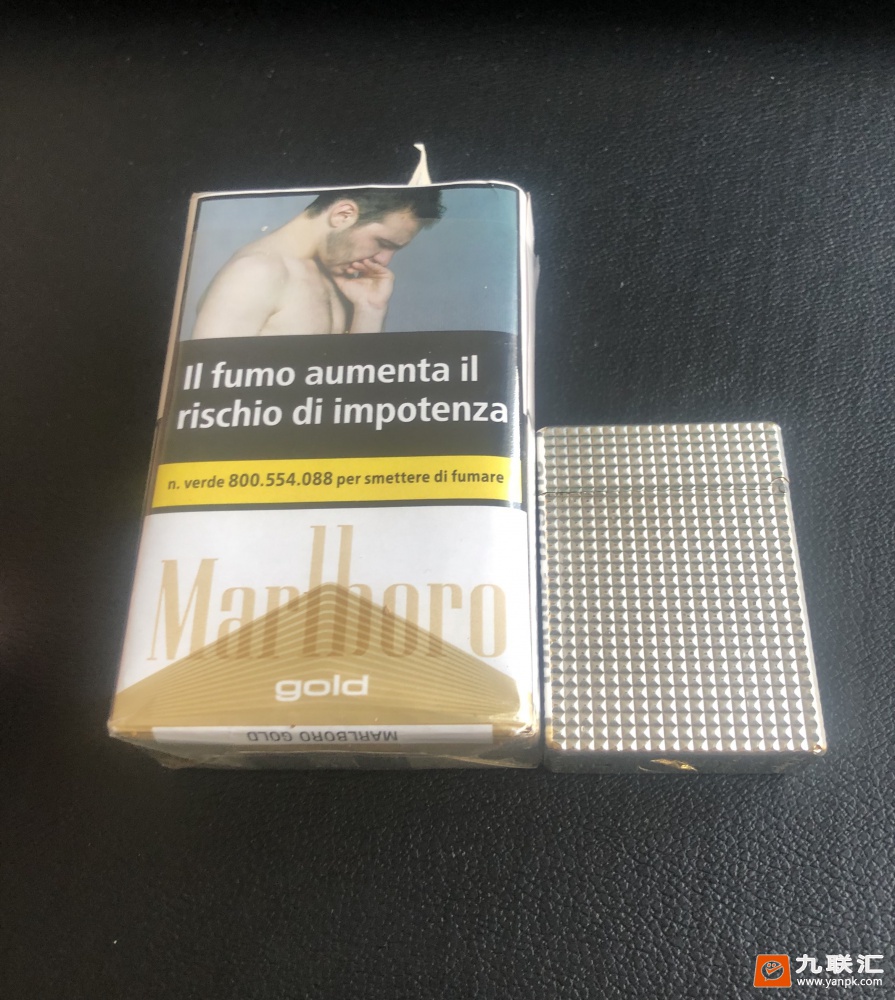 Il fumo aumenta il
rischio di impotenza
n. verde 800.554.088 per smettere di fumare
Marlboro
gold
MARLBORO GOLD
九联汇
www.yanpk.com